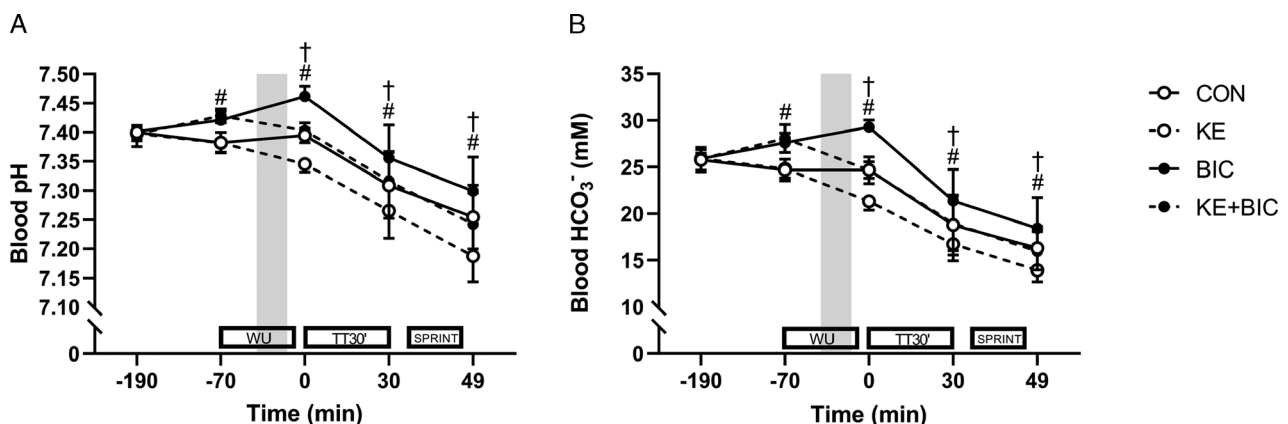 A
† † † #
# # #
7.50
7.45
7.40
7.35
7.30
7.25
7.20
7.15
7.10
0
Blood pH
WU TT30' SPRINT
-190 -70 0 30 49
Time (min)
B
† † † #
# # #
35
30
25
20
15
10
0
Blood HCO3- (mM)
WU TT30' SPRINT
-190 -70 0 30 49
Time (min)
CON
KE
BIC
KE+BIC